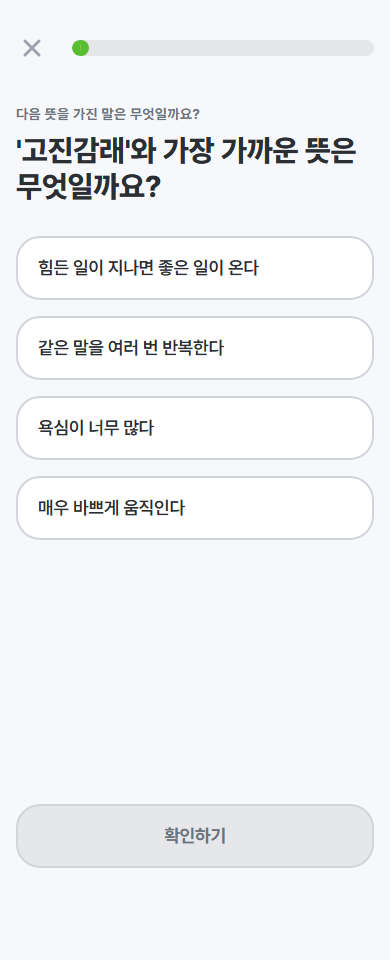 다음 뜻을 가진 말은 무엇일까요?
'고진감래'와 가장 가까운 뜻은
무엇일까요?
힘든 일이 지나면 좋은 일이 온다
같은 말을 여러 번 반복한다
욕심이 너무 많다
매우 바쁘게 움직인다
확인하기